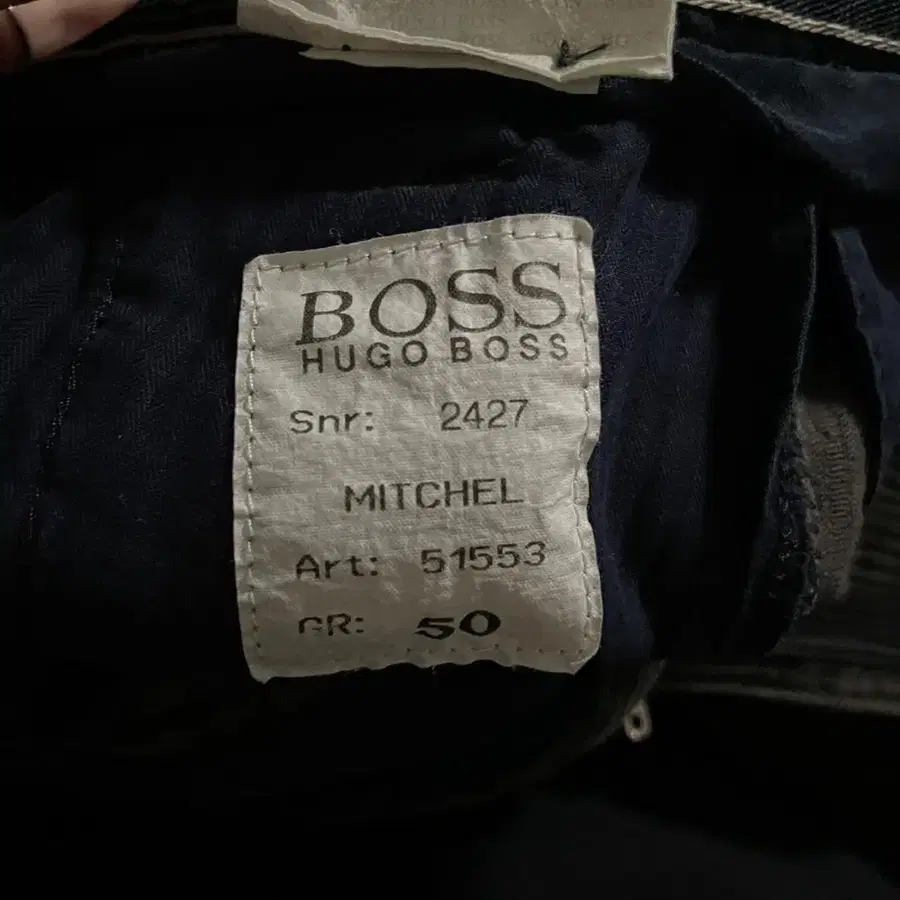 BOSS
HUGO BOSS
Snr: 2427
MITCHEL
Art: 51553
GR: 50